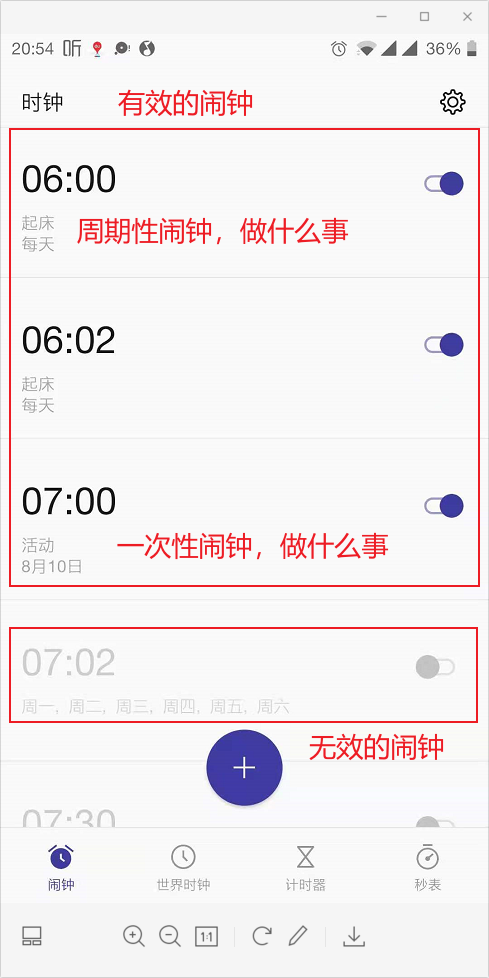 20:54 听 36%
时钟 有效的闹钟
06:00
起床
每天
周期性闹钟，做什么事
06:02
起床
每天
07:00
活动
8月10日
一次性闹钟，做什么事
07:02
周一，周二，周三，周四，周五，周六
无效的闹钟
07:30
闹钟 世界时钟 计时器 秒表
1:1